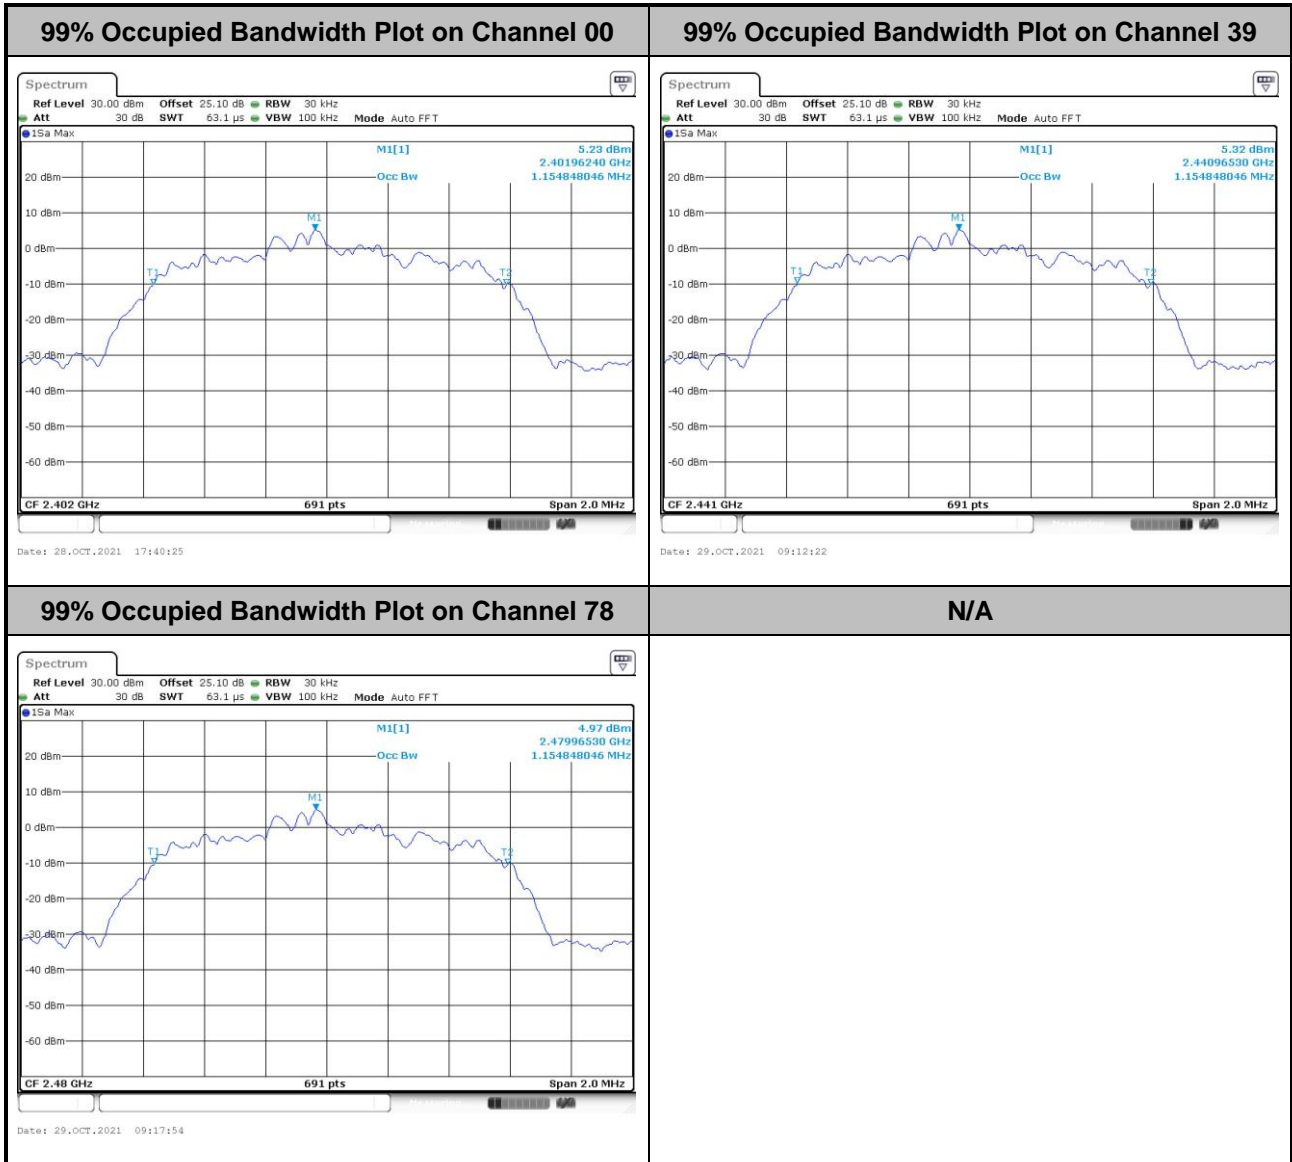 99% Occupied Bandwidth Plot on Channel 00
99% Occupied Bandwidth Plot on Channel 39
Spectrum
Ref Level 30.00 dBm Offset 25.10 dB RBW 30 kHz
Att 30 dB SWT 63.1 µs VBW 100 kHz Mode Auto FFT
1Sa Max
M1[1] 5.23 dBm
2.40196240 GHz
Occ Bw 1.154848046 MHz
20 dBm
10 dBm
M1
0 dBm
T1
T2
-10 dBm
-20 dBm
-30 dBm
-40 dBm
-50 dBm
-60 dBm
CF 2.402 GHz 691 pts Span 2.0 MHz
Date: 28.OCT.2021 17:40:25
Spectrum
Ref Level 30.00 dBm Offset 25.10 dB RBW 30 kHz
Att 30 dB SWT 63.1 µs VBW 100 kHz Mode Auto FFT
1Sa Max
M1[1] 5.32 dBm
2.44096530 GHz
Occ Bw 1.154848046 MHz
20 dBm
10 dBm
M1
0 dBm
T1
T2
-10 dBm
-20 dBm
-30 dBm
-40 dBm
-50 dBm
-60 dBm
CF 2.441 GHz 691 pts Span 2.0 MHz
Date: 29.OCT.2021 09:12:22
99% Occupied Bandwidth Plot on Channel 78
N/A
Spectrum
Ref Level 30.00 dBm Offset 25.10 dB RBW 30 kHz
Att 30 dB SWT 63.1 µs VBW 100 kHz Mode Auto FFT
1Sa Max
M1[1] 4.97 dBm
2.47996530 GHz
Occ Bw 1.154848046 MHz
20 dBm
10 dBm
M1
0 dBm
T1
T2
-10 dBm
-20 dBm
-30 dBm
-40 dBm
-50 dBm
-60 dBm
CF 2.48 GHz 691 pts Span 2.0 MHz
Date: 29.OCT.2021 09:17:54